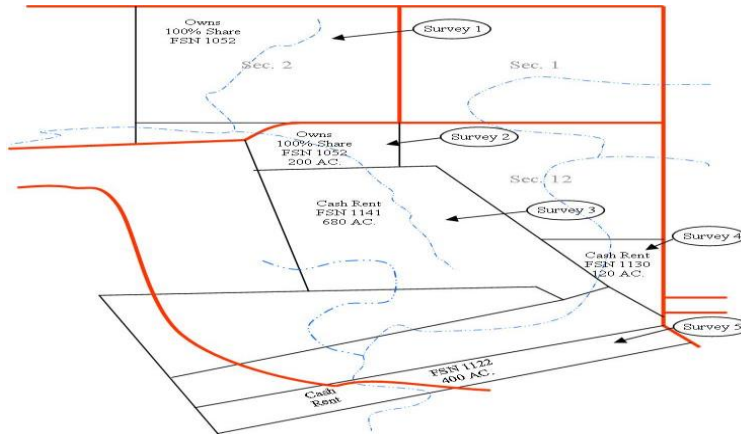 Owns
100% Share
FSN 1052
Survey 1
Sec. 2
Sec. 1
Owns
100% Share
FSN 1052
200 AC.
Survey 2
Sec. 12
Cash Rent
FSN 1141
680 AC.
Survey 3
Survey 4
Cash Rent
FSN 1130
120 AC.
Survey 5
FSN 1122
400 AC.
Cash
Rent